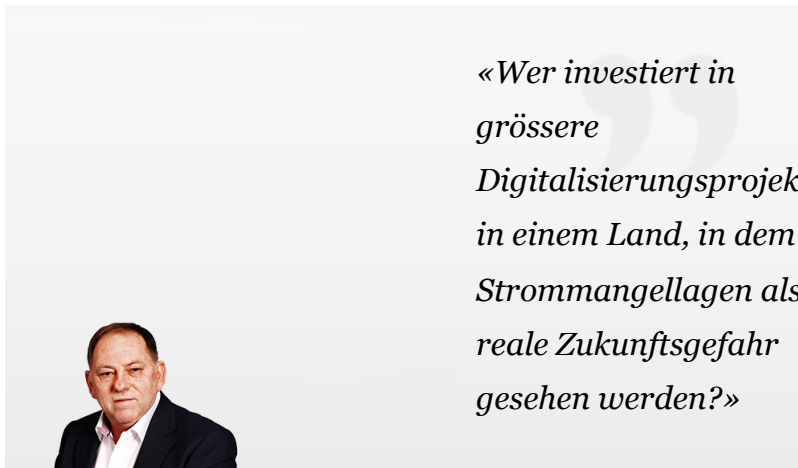 «Wer investiert in
grössere
Digitalisierungsprojek
in einem Land, in dem
Strommangellagen als
reale Zukunftsgefahr
gesehen werden?»